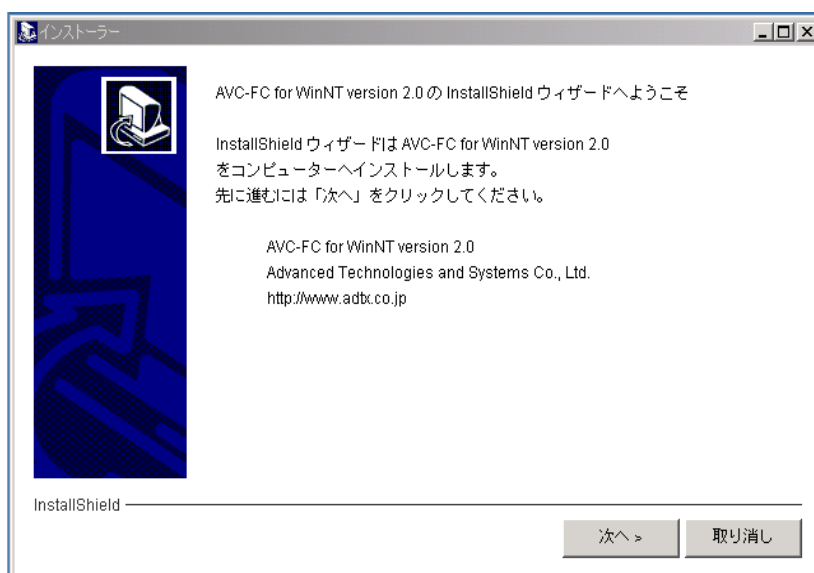 インストーラー
AVC-FC for WinNT version 2.0 の InstallShield ウィザードへようこそ
InstallShield ウィザードは AVC-FC for WinNT version 2.0
をコンピューターへインストールします。
先に進むには「次へ」をクリックしてください。
AVC-FC for WinNT version 2.0
Advanced Technologies and Systems Co., Ltd.
http://www.adtx.co.jp
InstallShield
次へ >
取り消し